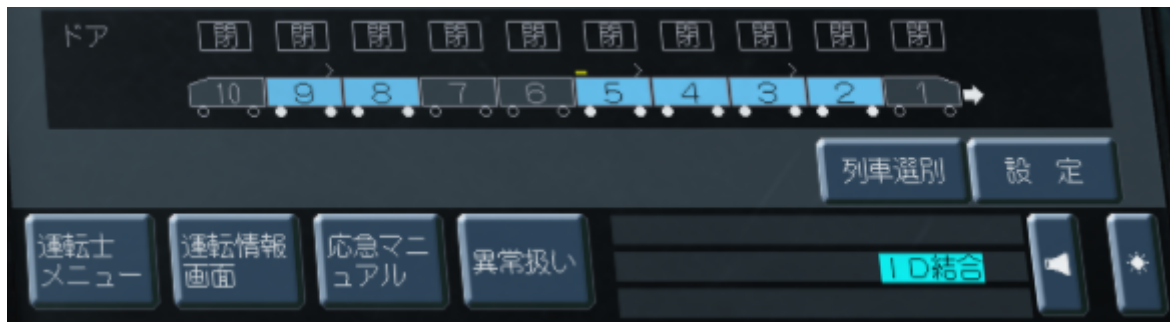 ドア 閉 閉 閉 閉 閉 閉 閉 閉 閉 閉
10 9 8 7 6 5 4 3 2 1
列車選別 設 定
運転士
メニュー
運転情報
画面
応急マニ
ュアル
異常扱い
ID結合